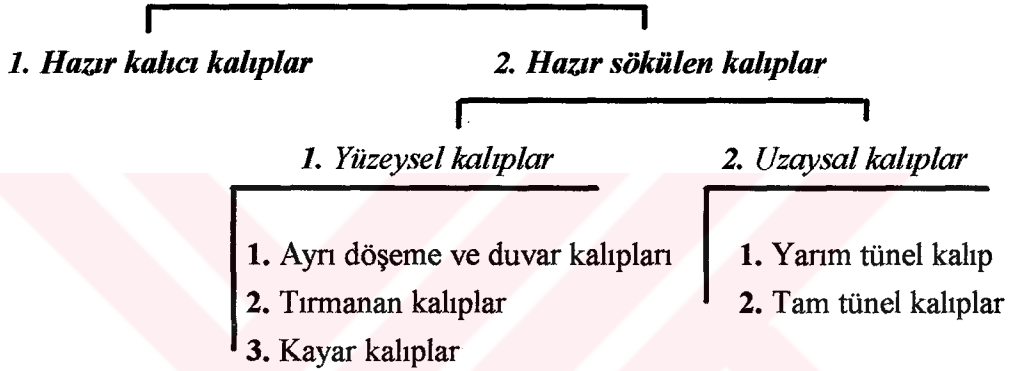 1. Hazır kalıcı kalıplar 2. Hazır sökülen kalıplar
1. Yüzeysel kalıplar 2. Uzaysal kalıplar
1. Ayrı döşeme ve duvar kalıpları 1. Yarım tünel kalıp
2. Tırmanan kalıplar 2. Tam tünel kalıplar
3. Kayar kalıplar